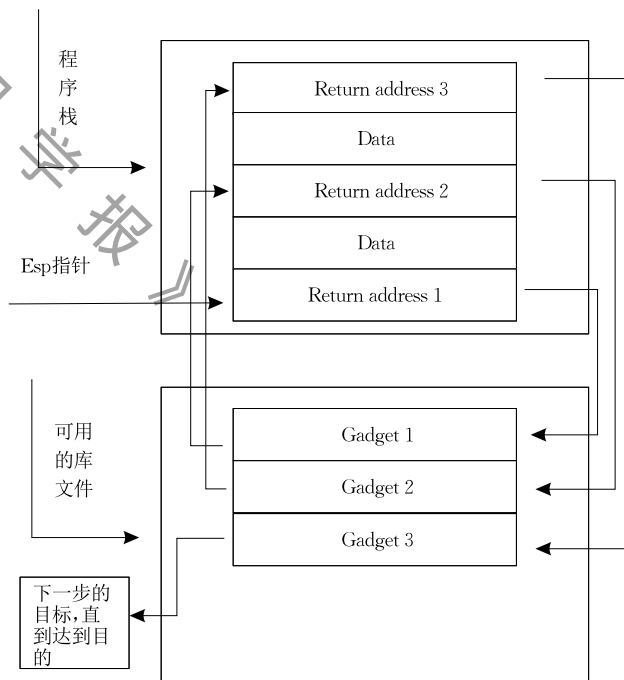 程
序
栈
Return address 3
Data
Return address 2
Data
Esp指针
Return address 1
学报》
可用
的库
文件
Gadget 1
Gadget 2
Gadget 3
下一步的
目标,直
到达到目
的